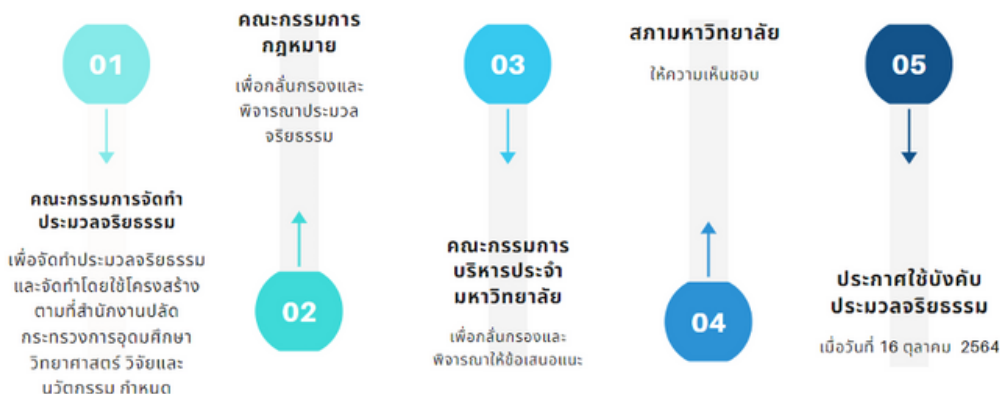 01
คณะกรรมการจัดทำ
ประมวลจริยธรรม
เพื่อจัดทำประมวลจริยธรรม
และจัดทำโดยใช้โครงสร้าง
ตามที่สำนักงานปลัด
กระทรวงการอุดมศึกษา
วิทยาศาสตร์ วิจัยและ
นวัตกรรม กำหนด
คณะกรรมการ
กฎหมาย
เพื่อกลั่นกรองและ
พิจารณาประมวล
จริยธรรม
02
03
คณะกรรมการ
บริหารประจำ
มหาวิทยาลัย
เพื่อกลั่นกรองและ
พิจารณาให้ข้อเสนอแนะ
สภามหาวิทยาลัย
ให้ความเห็นชอบ
04
05
ประกาศใช้บังคับ
ประมวลจริยธรรม
เมื่อวันที่ 16 ตุลาคม 2564